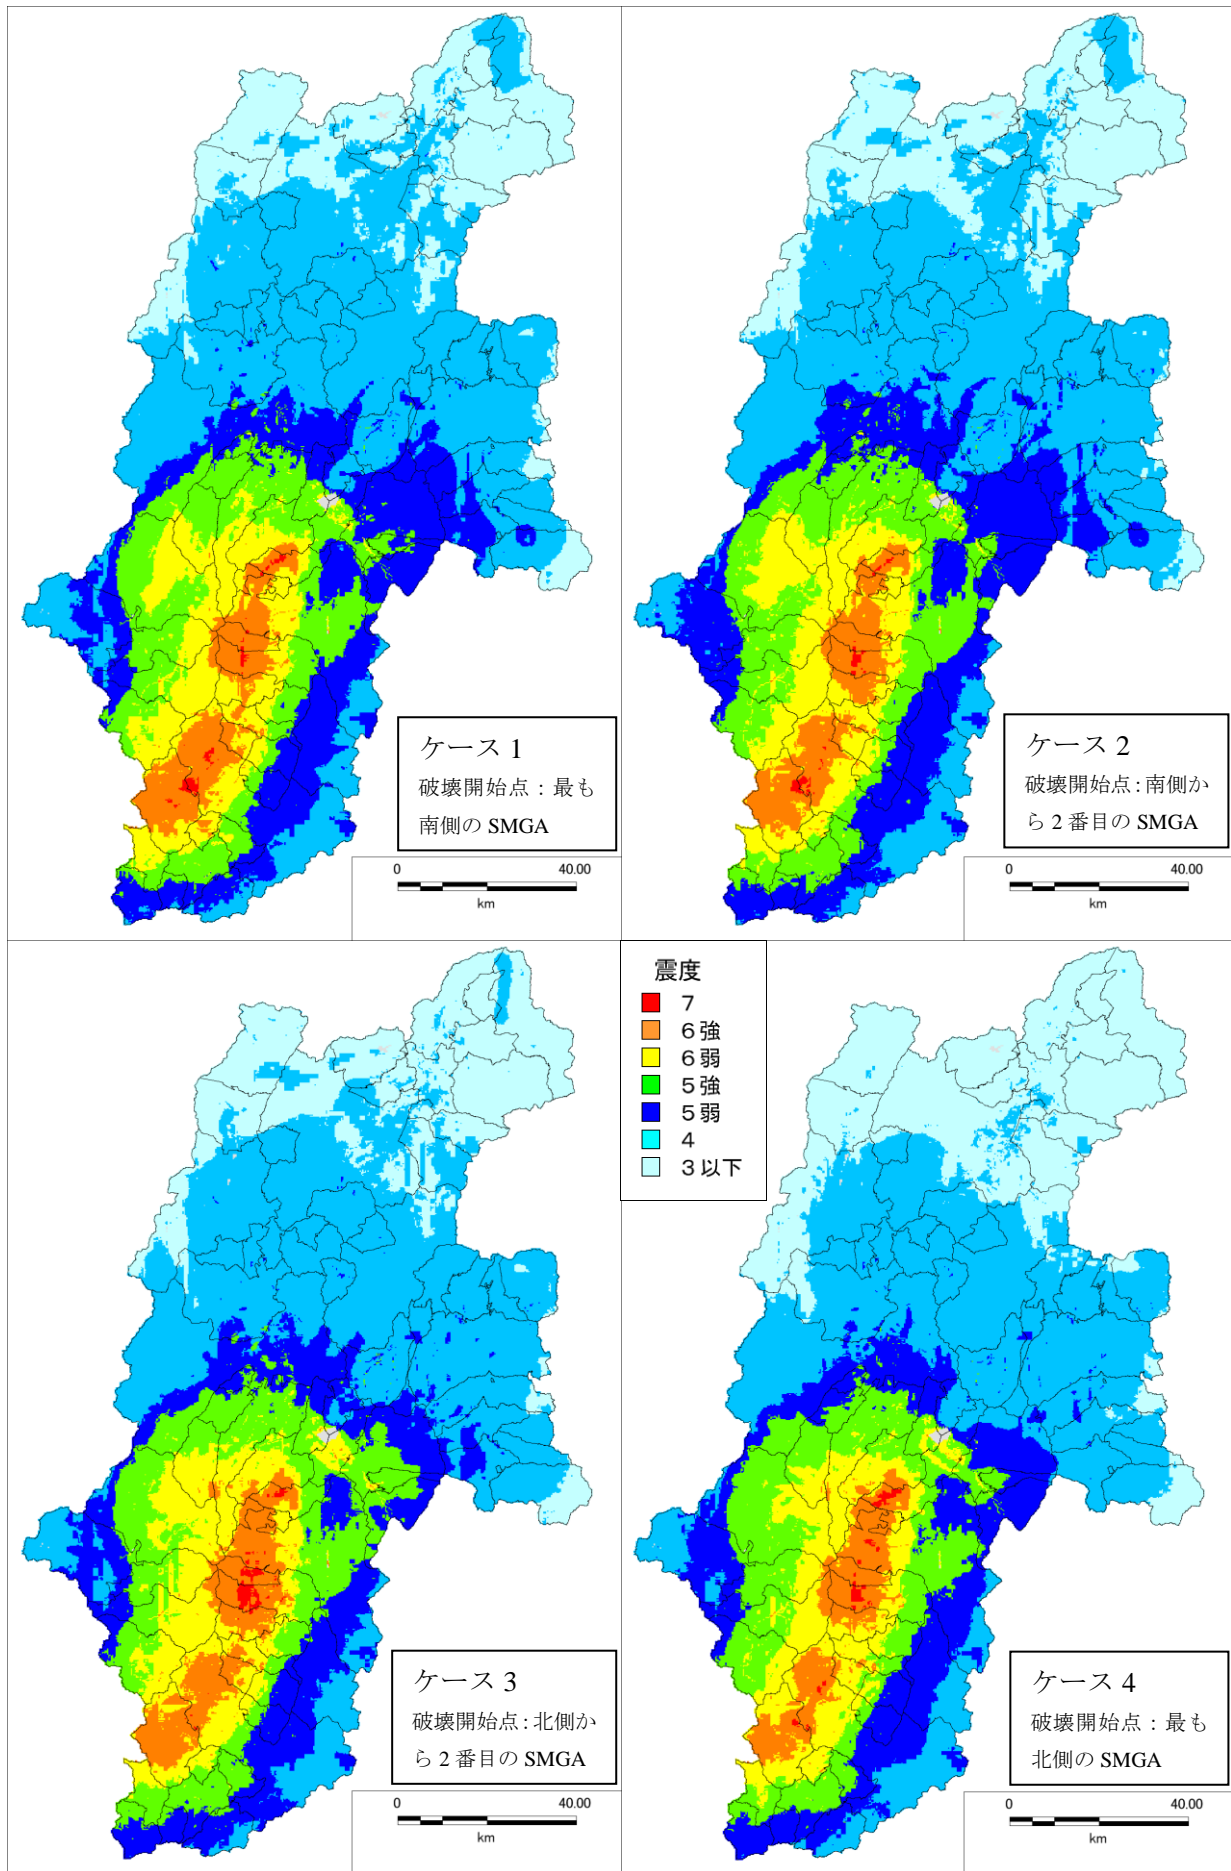 ケース 1
破壊開始点：最も
南側の SMGA
0 40.00
km
ケース 2
破壊開始点：南側か
ら 2 番目の SMGA
0 40.00
km
震度
7
6強
6弱
5強
5弱
4
3以下
ケース 3
破壊開始点：北側か
ら 2 番目の SMGA
0 40.00
km
ケース 4
破壊開始点：最も
北側の SMGA
0 40.00
km